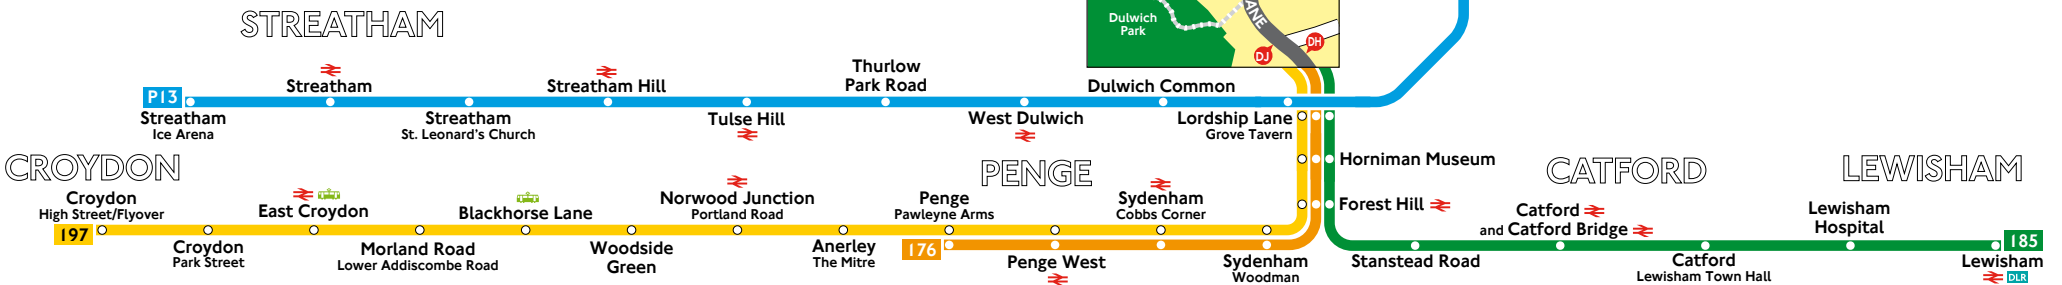 STREATHAM
Dulwich
Park
ANE
DJ
DH
P13
Streatham
Ice Arena
Streatham
Streatham
St. Leonard's Church
Streatham Hill
Tulse Hill
Thurlow
Park Road
West Dulwich
Dulwich Common
Lordship Lane
Grove Tavern
Horniman Museum
Forest Hill
CROYDON
PENGE
CATFORD
LEWISHAM
Croydon
High Street/Flyover
197
Croydon
Park Street
East Croydon
Morland Road
Lower Addiscombe Road
Blackhorse Lane
Woodside
Green
Norwood Junction
Portland Road
Anerley
The Mitre
Penge
Pawleyne Arms
176
Penge West
Sydenham
Cobbs Corner
Sydenham
Woodman
Stanstead Road
Catford
and Catford Bridge
Catford
Lewisham Town Hall
Lewisham
Hospital
185
Lewisham
DLR